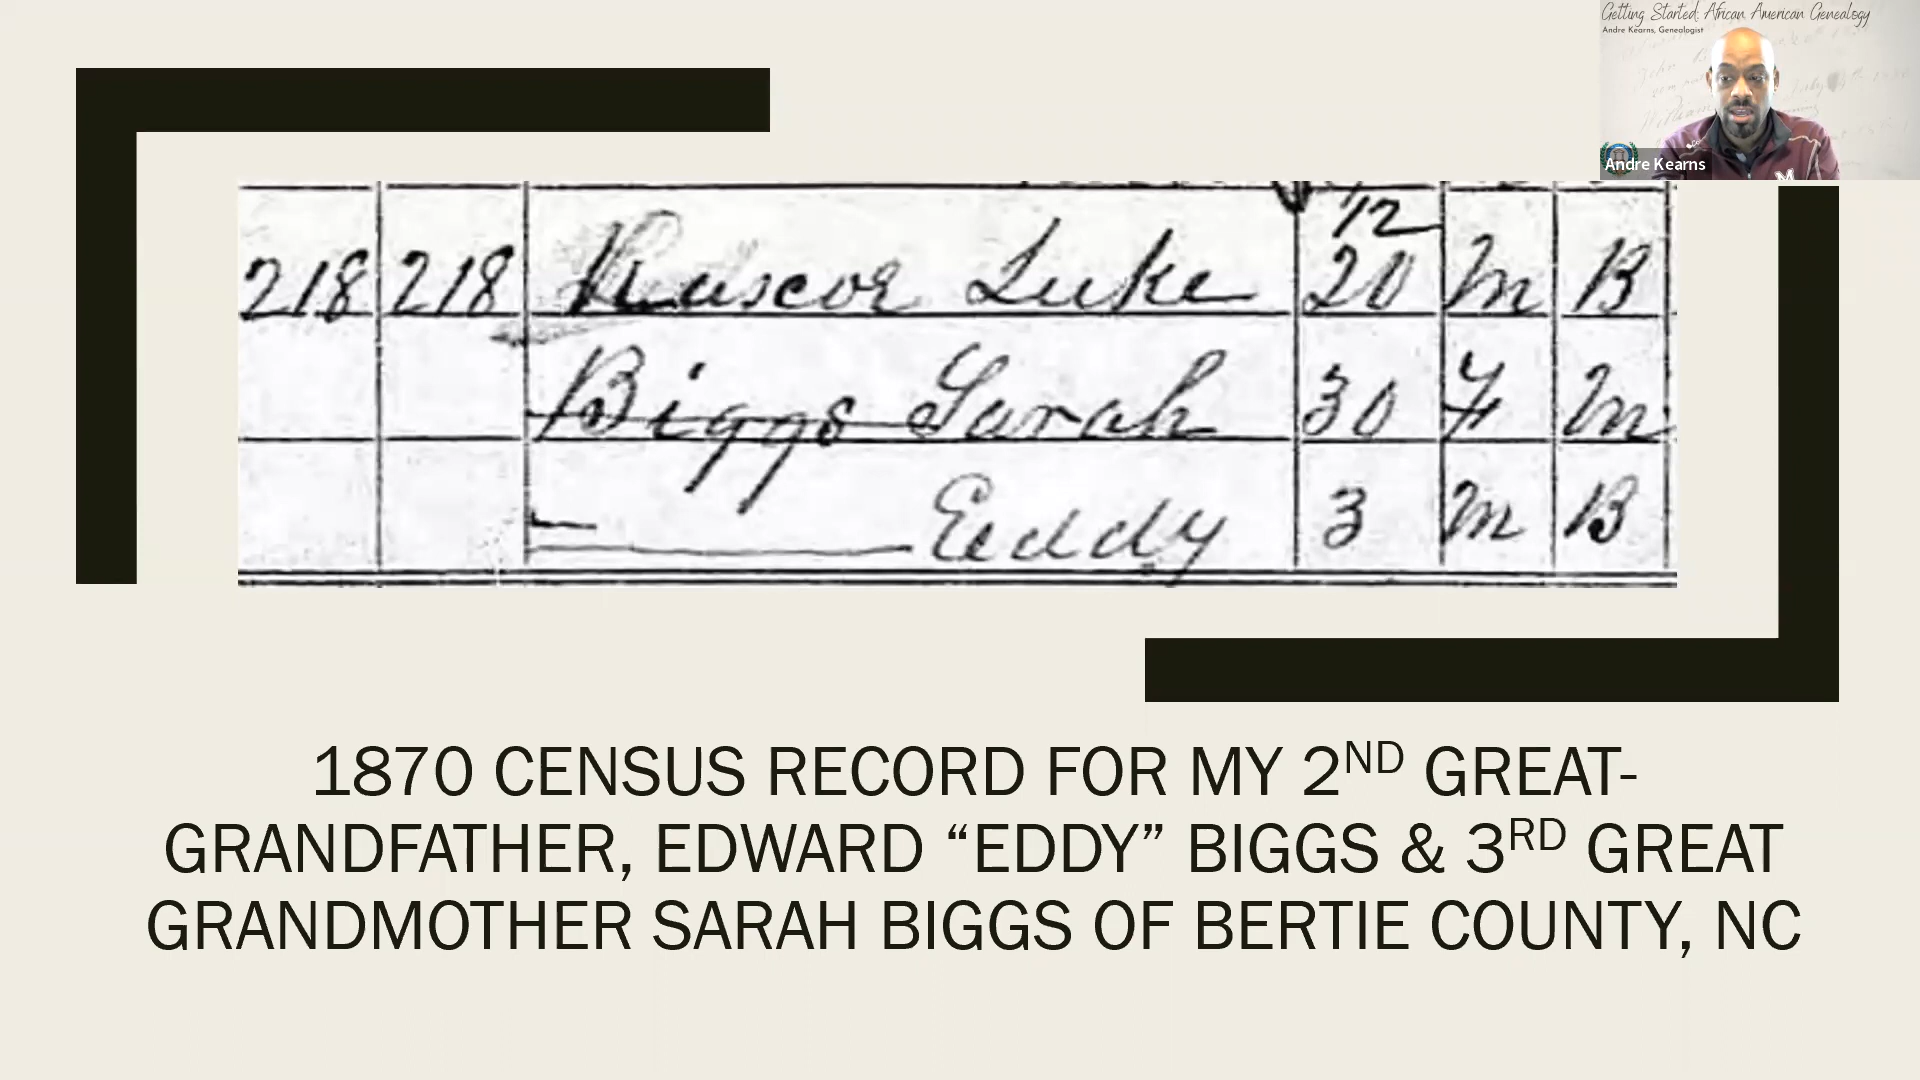 Getting Started: African American Genealogy
Andre Kearns, Genealogist
Andre Kearns
12
218 218 Luke 20 M B
Biggs Sarah 30 F M
Eddy 3 M B
1870 CENSUS RECORD FOR MY 2ND GREAT-
GRANDFATHER, EDWARD “EDDY” BIGGS & 3RD GREAT
GRANDMOTHER SARAH BIGGS OF BERTIE COUNTY, NC